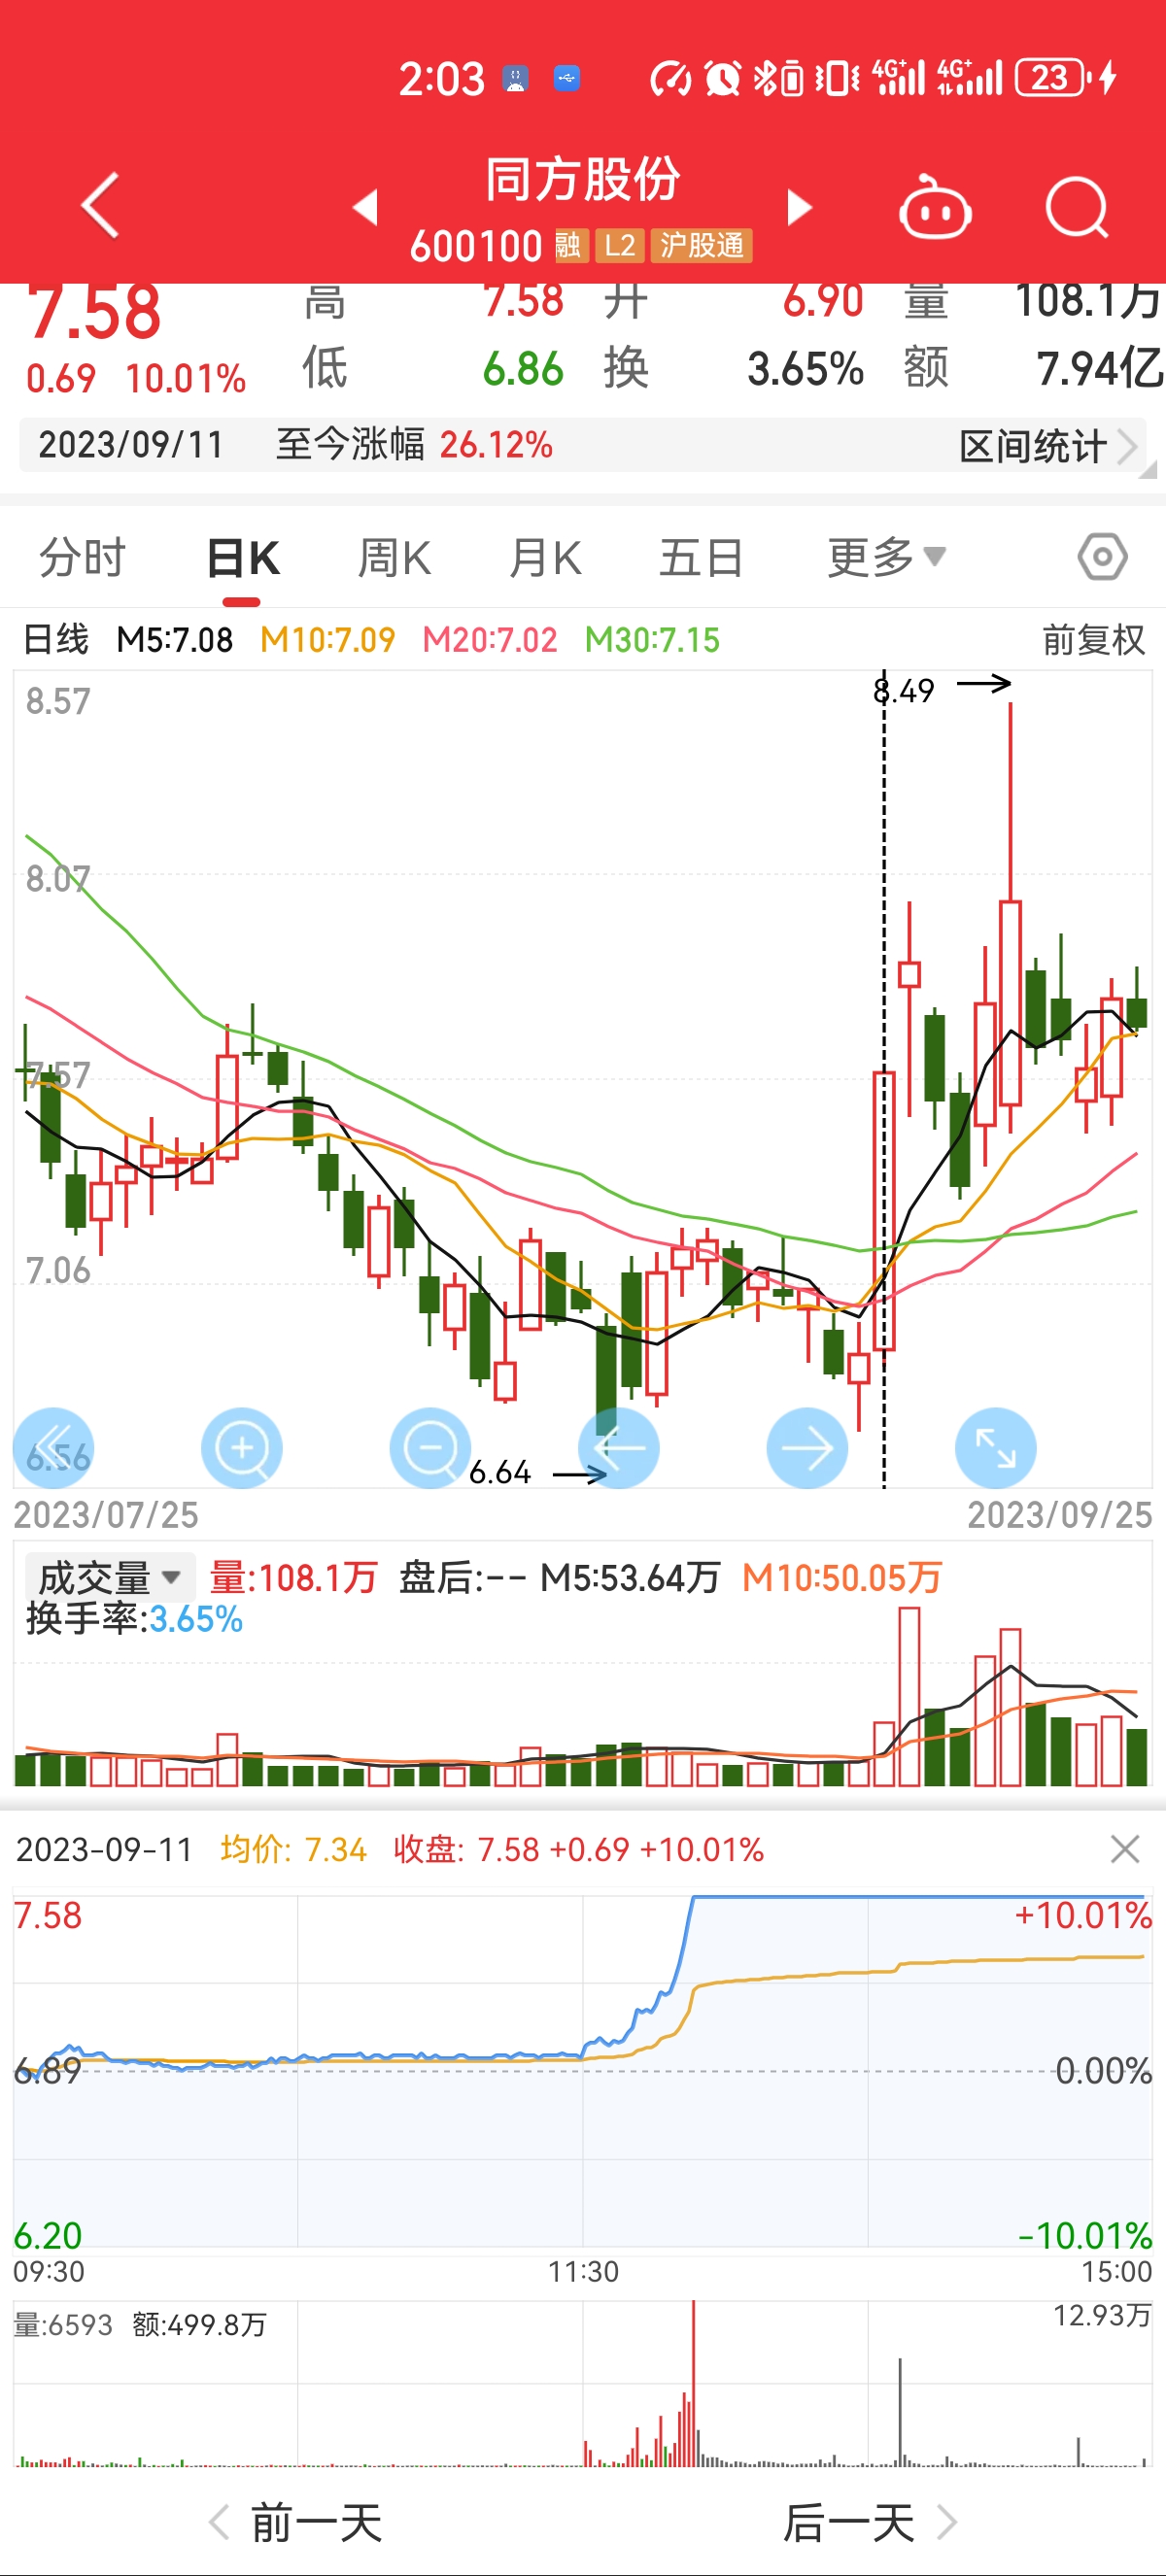 2:03 4G+ 4G+ 23
同方股份
600100 融 L2 沪股通
7.58 高 7.58 开 6.90 量 108.1万
0.69 10.01% 低 6.86 换 3.65% 额 7.94亿
2023/09/11 至今涨幅 26.12% 区间统计
分时 日K 周K 月K 五日 更多
日线 M5:7.08 M10:7.09 M20:7.02 M30:7.15 前复权
8.57
8.49
8.07
7.57
7.06
6.56
6.64
2023/07/25 2023/09/25
成交量 量:108.1万 盘后:-- M5:53.64万 M10:50.05万
换手率:3.65%
2023-09-11 均价: 7.34 收盘: 7.58 +0.69 +10.01%
7.58 +10.01%
6.89 0.00%
6.20 -10.01%
09:30 11:30 15:00
量:6593 额:499.8万 12.93万
前一天 后一天